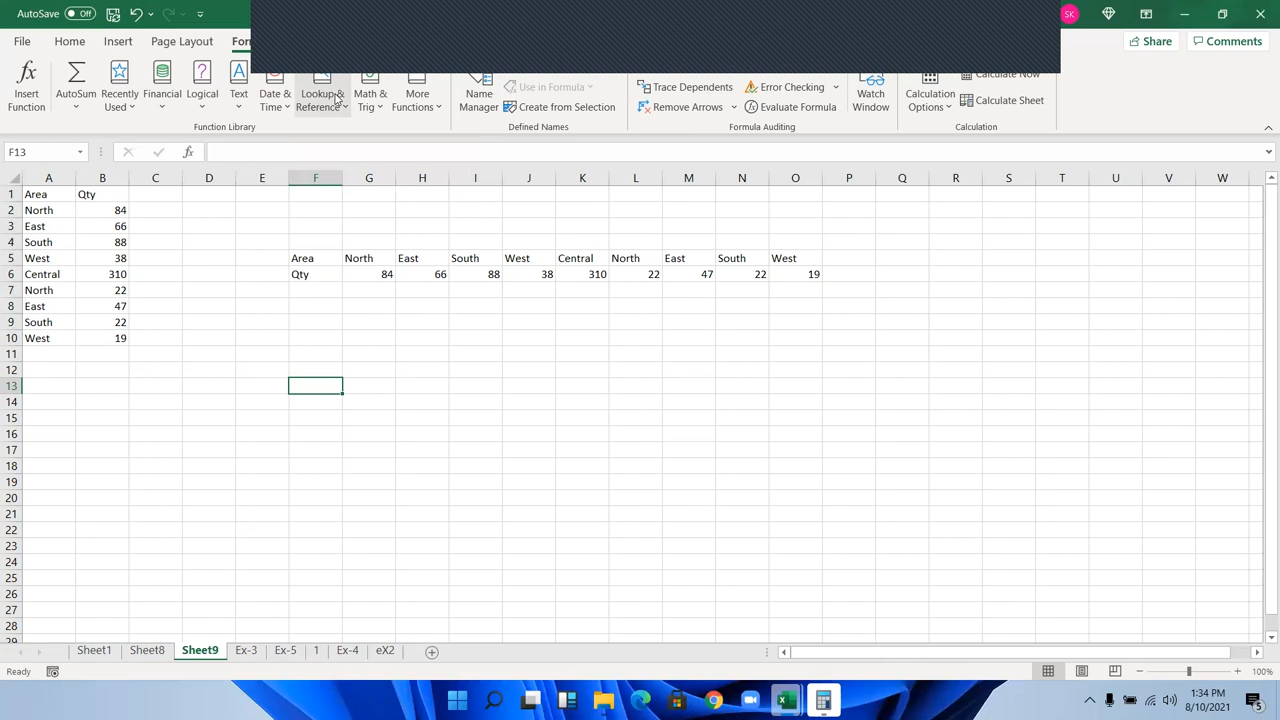 AutoSave Off SK
File Home Insert Page Layout Share Comments
Insert Function AutoSum Recently Used Financial Logical Text Date & Time Lookup & Reference Math & Trig More Functions
Function Library
Name Manager Use in Formula Create from Selection
Defined Names
Trace Dependents Remove Arrows Error Checking Evaluate Formula
Formula Auditing
Watch Window
Calculation Options Calculate Now Calculate Sheet
Calculation
F13 fx
A B C D E F G H I J K L M N O P Q R S T U V W
1 Area Qty
2 North 84
3 East 66
4 South 88
5 West 38 Area North East South West Central North East South West
6 Central 310 Qty 84 66 88 38 310 22 47 22 19
7 North 22
8 East 47
9 South 22
10 West 19
11
12
13
14
15
16
17
18
19
20
21
22
23
24
25
26
27
28
29
Sheet1 Sheet8 Sheet9 Ex-3 Ex-5 1 Ex-4 eX2
Ready 100%
1:34 PM
8/10/2021
5